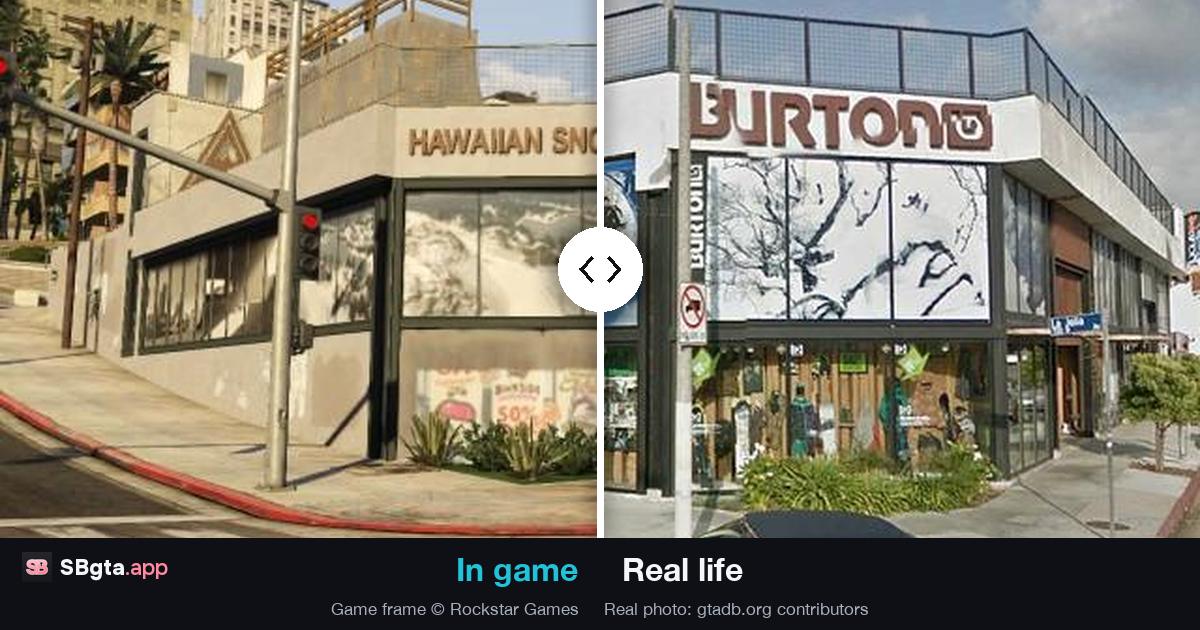 HAWAIIAN SNO
50%
BURTON
BURTON
SBgta.app
In game
Real life
Game frame © Rockstar Games
Real photo: gtadb.org contributors